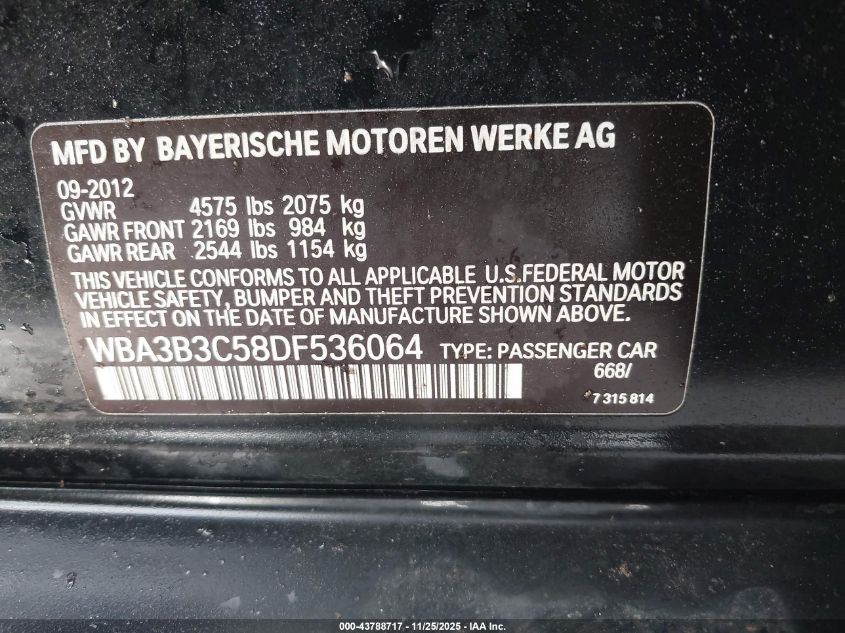 MFD BY BAYERISCHE MOTOREN WERKE AG
09-2012
GVWR 4575 lbs 2075 kg
GAWR FRONT 2169 lbs 984 kg
GAWR REAR 2544 lbs 1154 kg
THIS VEHICLE CONFORMS TO ALL APPLICABLE U.S.FEDERAL MOTOR
VEHICLE SAFETY, BUMPER AND THEFT PREVENTION STANDARDS
IN EFFECT ON THE DATE OF MANUFACTURE SHOWN ABOVE.
WBA3B3C58DF536064 TYPE: PASSENGER CAR
668/
7 315 814
000-43788717 - 11/25/2025 - IAA Inc.